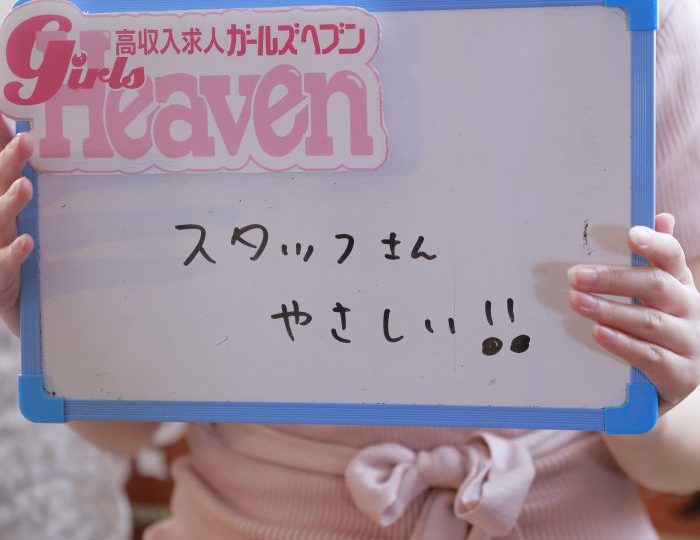 高収入求人ガールズヘブン
Girls
Heaven
スタッフさん
やさしい!!